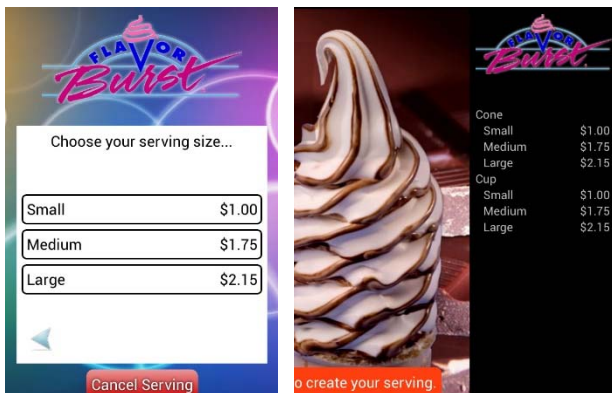 FLAVOR
Burst
Choose your serving size...
Small $1.00
Medium $1.75
Large $2.15
Cancel Serving
FLAVOR
Burst
Cone
Small $1.00
Medium $1.75
Large $2.15
Cup
Small $1.00
Medium $1.75
Large $2.15
o create your serving.